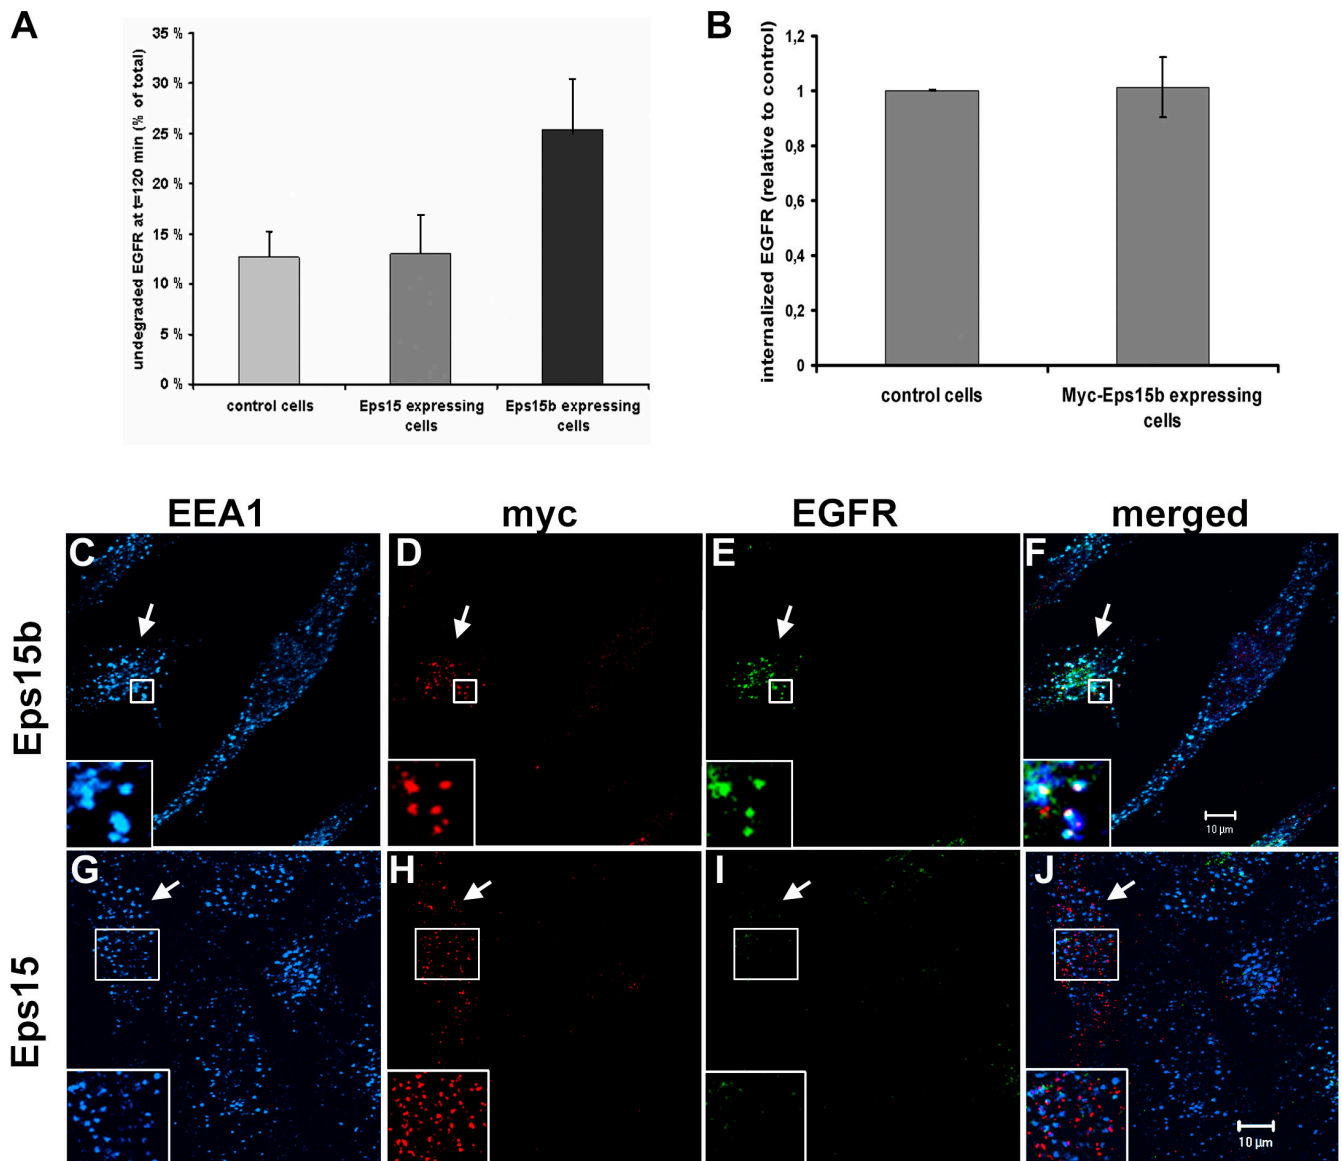 A
undegraded EGFR at t=120 min (% of total)
35 %
30 %
25 %
20 %
15 %
10 %
5 %
0 %
control cells
Eps15 expressing
cells
Eps15b expressing
cells
B
internalized EGFR (relative to control)
1,2
1
0,8
0,6
0,4
0,2
0
control cells
Myc-Eps15b expressing
cells
EEA1
myc
EGFR
merged
Eps15b
C
D
E
F
10 µm
Eps15
G
H
I
J
10 µm